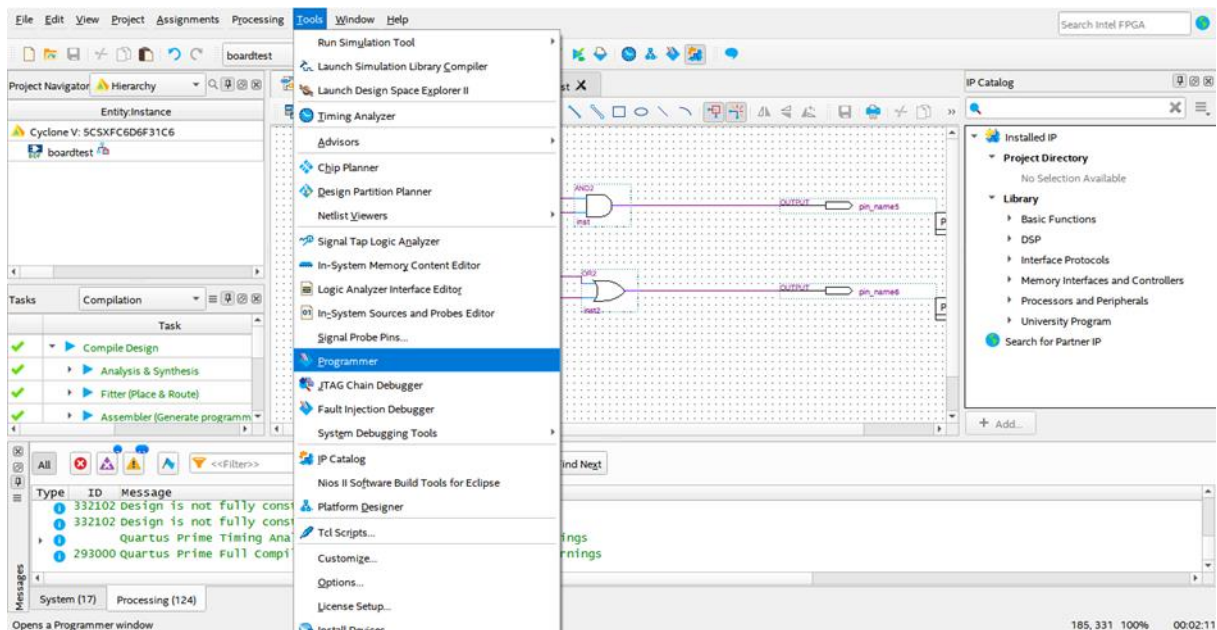 File Edit View Project Assignments Processing Tools Window Help
Search Intel FPGA
boardtest
Project Navigator Hierarchy
Entity:Instance
Cyclone V: 5CSXFC6D6F31C6
boardtest
Tasks Compilation
Task
Compile Design
Analysis & Synthesis
Fitter (Place & Route)
Assembler (Generate programm
Run Simulation Tool
Launch Simulation Library Compiler
Launch Design Space Explorer II
Timing Analyzer
Advisors
Chip Planner
Design Partition Planner
Netlist Viewers
Signal Tap Logic Analyzer
In-System Memory Content Editor
Logic Analyzer Interface Editor
In-System Sources and Probes Editor
Signal Probe Pins...
Programmer
JTAG Chain Debugger
Fault Injection Debugger
System Debugging Tools
IP Catalog
Nios II Software Build Tools for Eclipse
Platform Designer
Tcl Scripts...
Customize...
Options...
License Setup...
Install Devices
st
AND2
inst
OUTPUT pin_name5
P
OR2
inst2
OUTPUT pin_name6
P
IP Catalog
Installed IP
Project Directory
No Selection Available
Library
Basic Functions
DSP
Interface Protocols
Memory Interfaces and Controllers
Processors and Peripherals
University Program
Search for Partner IP
+ Add...
All <<Filter>> ind Next
Type ID Message
332102 Design is not fully const
332102 Design is not fully const
Quartus Prime Timing Ana ings
293000 Quartus Prime Full Compi rnings
Messages
System (17) Processing (124)
Opens a Programmer window
185, 331 100% 00:02:11